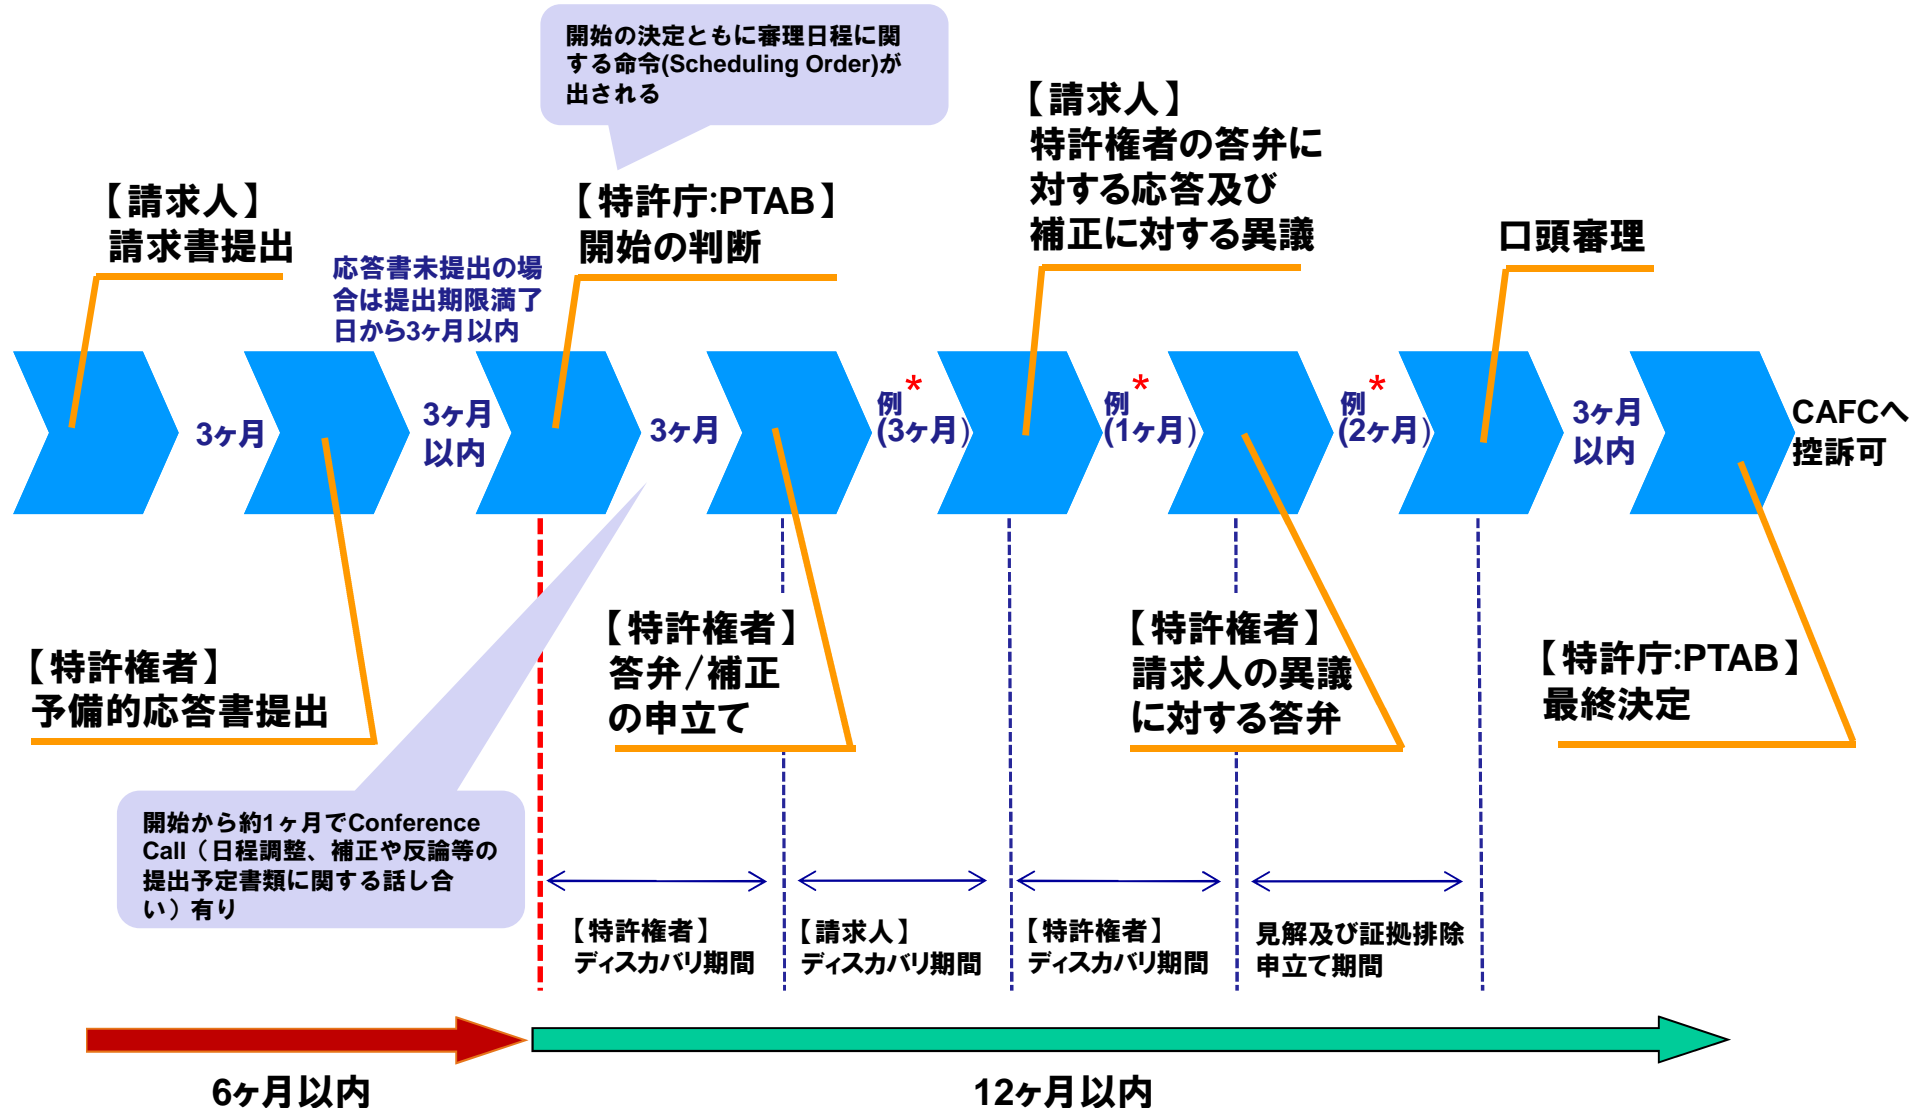 開始の決定ともに審理日程に関
する命令(Scheduling Order)が
出される
【請求人】
請求書提出
応答書未提出の場
合は提出期限満了
日から3ヶ月以内
【特許庁:PTAB】
開始の判断
【請求人】
特許権者の答弁に
対する応答及び
補正に対する異議
口頭審理
3ヶ月
3ヶ月
以内
3ヶ月
例*
(3ヶ月)
例*
(1ヶ月)
例*
(2ヶ月)
3ヶ月
以内
CAFCへ
控訴可
【特許権者】
予備的応答書提出
【特許権者】
答弁/補正
の申立て
【特許権者】
請求人の異議
に対する答弁
【特許庁:PTAB】
最終決定
開始から約1ヶ月でConference
Call（日程調整、補正や反論等の
提出予定書類に関する話し合
い）有り
【特許権者】
ディスカバリ期間
【請求人】
ディスカバリ期間
【特許権者】
ディスカバリ期間
見解及び証拠排除
申立て期間
6ヶ月以内
12ヶ月以内